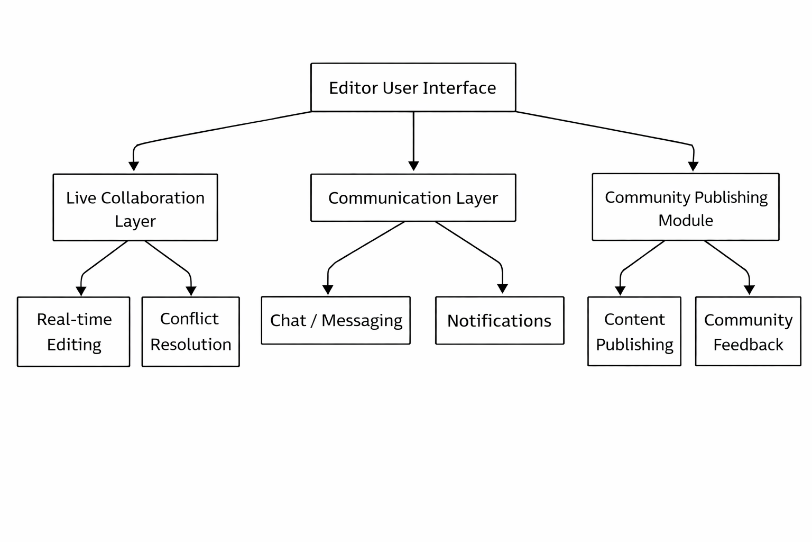 Editor User Interface
Live Collaboration
Layer
Communication Layer
Community Publishing
Module
Real-time
Editing
Conflict
Resolution
Chat / Messaging
Notifications
Content
Publishing
Community
Feedback